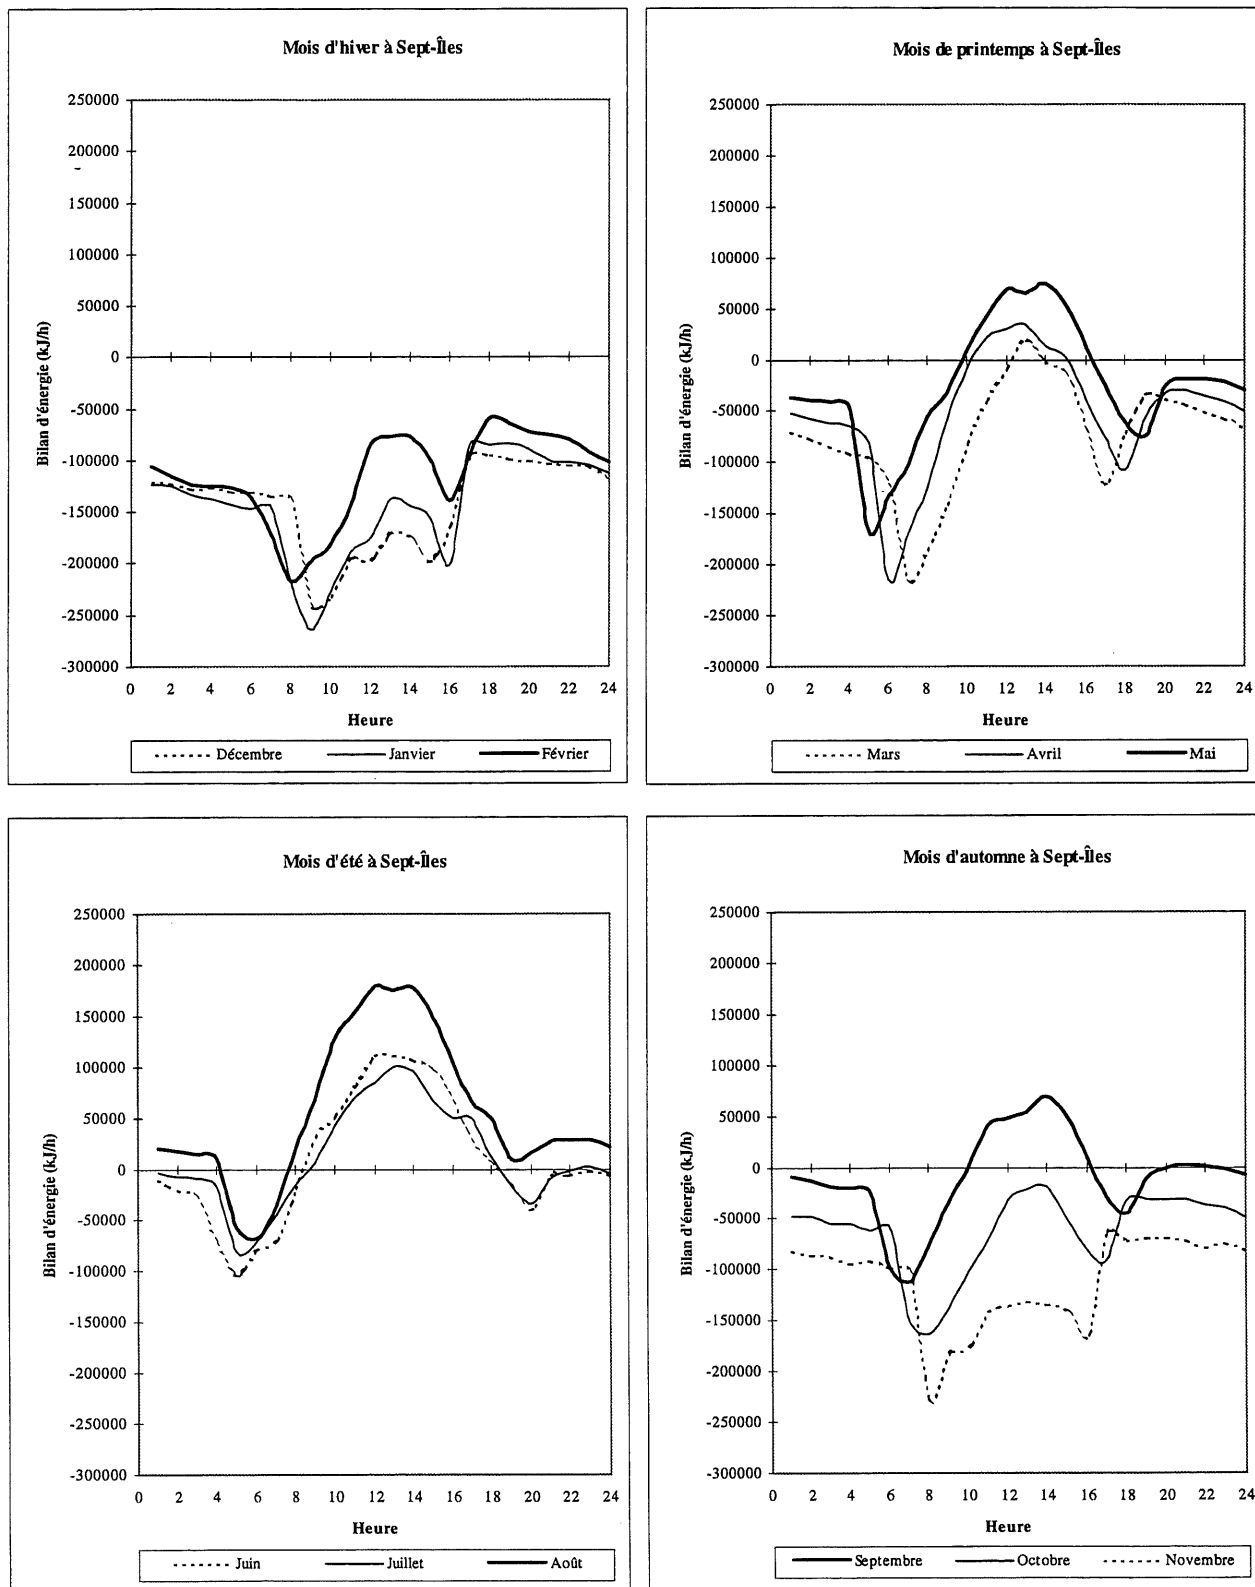 Mois d'hiver à Sept-Îles
250000
200000
150000
100000
50000
0
-50000
-100000
-150000
-200000
-250000
-300000
Bilan d'énergie (kJ/h)
0 2 4 6 8 10 12 14 16 18 20 22 24
Heure
Décembre Janvier Février
Mois de printemps à Sept-Îles
250000
200000
150000
100000
50000
0
-50000
-100000
-150000
-200000
-250000
-300000
Bilan d'énergie (kJ/h)
0 2 4 6 8 10 12 14 16 18 20 22 24
Heure
Mars Avril Mai
Mois d'été à Sept-Îles
250000
200000
150000
100000
50000
0
-50000
-100000
-150000
-200000
-250000
-300000
Bilan d'énergie (kJ/h)
0 2 4 6 8 10 12 14 16 18 20 22 24
Heure
Juin Juillet Août
Mois d'automne à Sept-Îles
250000
200000
150000
100000
50000
0
-50000
-100000
-150000
-200000
-250000
-300000
Bilan d'énergie (kJ/h)
0 2 4 6 8 10 12 14 16 18 20 22 24
Heure
Septembre Octobre Novembre